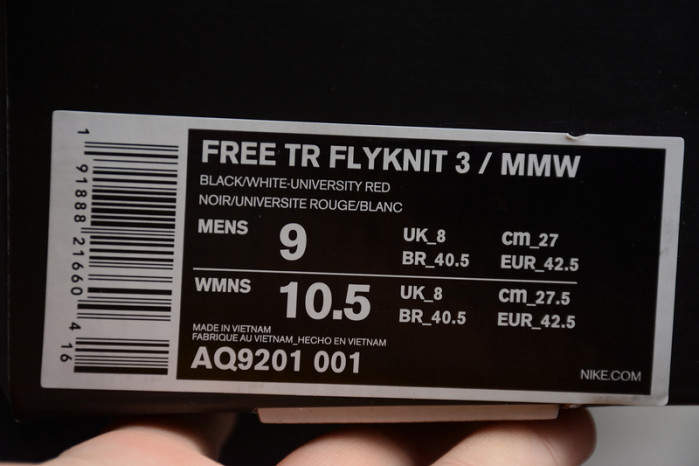 1 91888 21660 4 16
FREE TR FLYKNIT 3 / MMW
BLACK/WHITE-UNIVERSITY RED
NOIR/UNIVERSITE ROUGE/BLANC
MENS 9 UK_8 cm_27
BR_40.5 EUR_42.5
WMNS 10.5 UK_8 cm_27.5
BR_40.5 EUR_42.5
MADE IN VIETNAM
FABRIQUE AU VIETNAM_HECHO EN VIETNAM
AQ9201 001
NIKE.COM